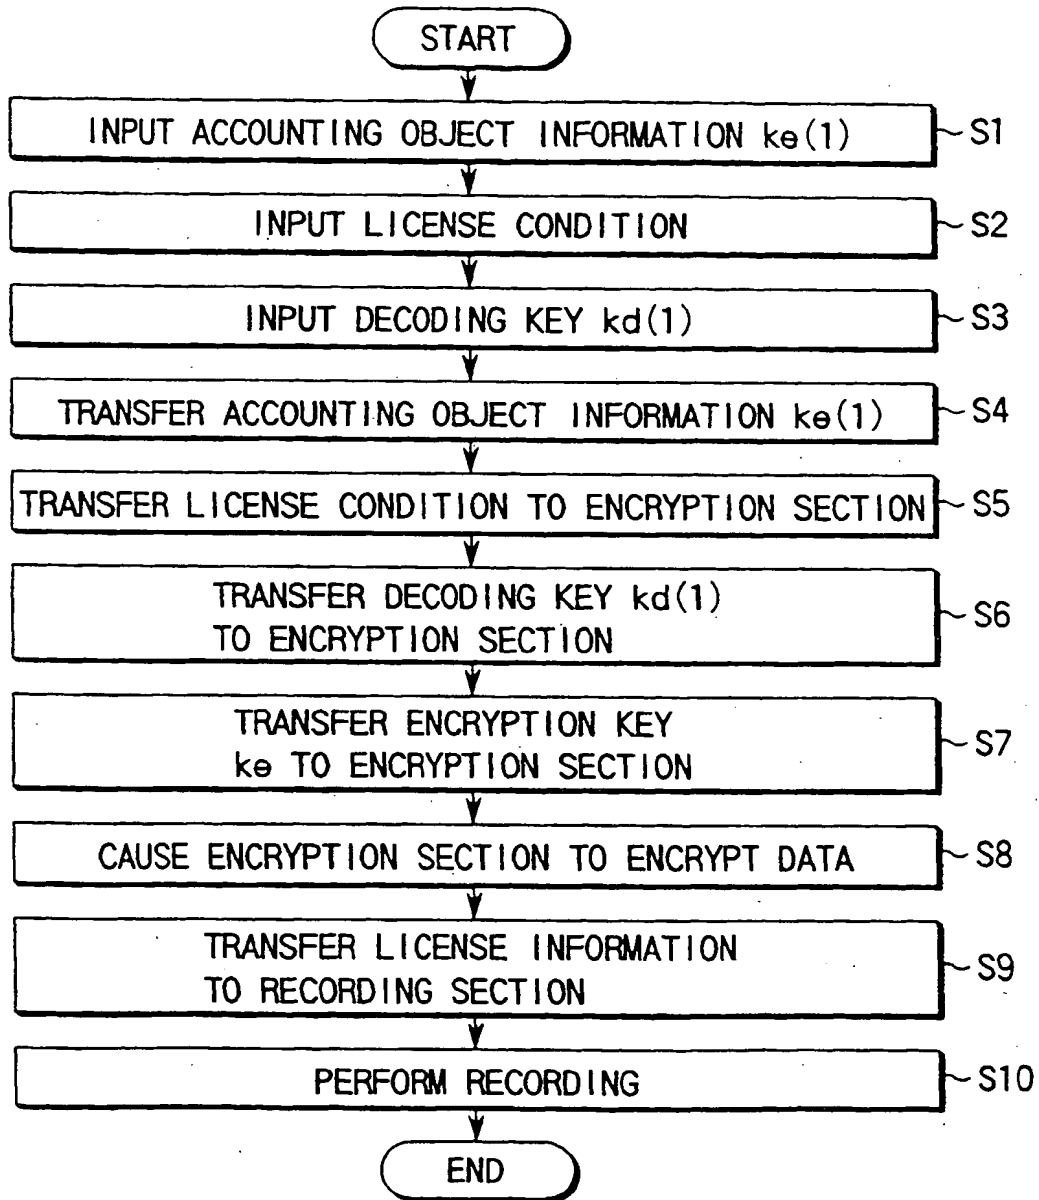 START
INPUT ACCOUNTING OBJECT INFORMATION ke(1)
S1
INPUT LICENSE CONDITION
S2
INPUT DECODING KEY kd(1)
S3
TRANSFER ACCOUNTING OBJECT INFORMATION ke(1)
S4
TRANSFER LICENSE CONDITION TO ENCRYPTION SECTION
S5
TRANSFER DECODING KEY kd(1)
TO ENCRYPTION SECTION
S6
TRANSFER ENCRYPTION KEY
ke TO ENCRYPTION SECTION
S7
CAUSE ENCRYPTION SECTION TO ENCRYPT DATA
S8
TRANSFER LICENSE INFORMATION
TO RECORDING SECTION
S9
PERFORM RECORDING
S10
END